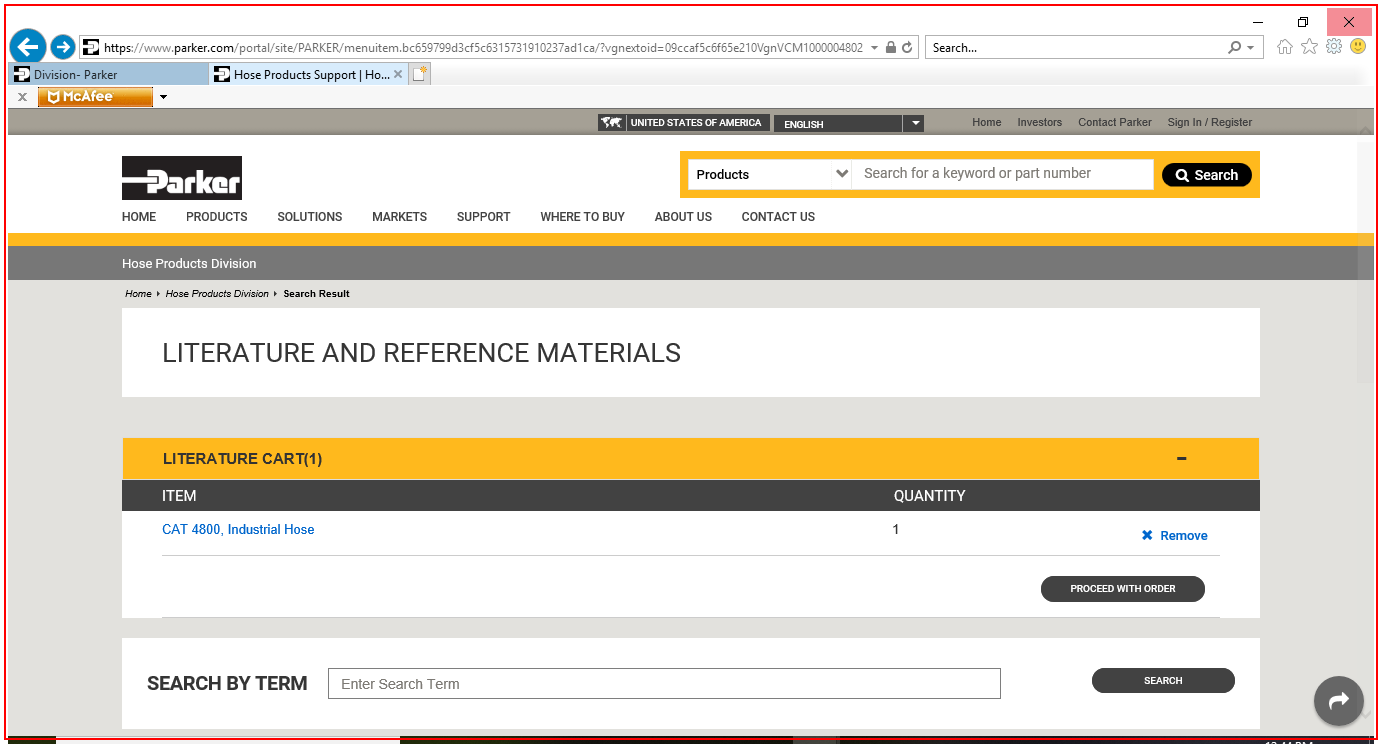 https://www.parker.com/portal/site/PARKER/menuitem.bc659799d3cf5c6315731910237ad1ca/?vgnextoid=09ccaf5c6f65e210VgnVCM1000004802
Search...
Division- Parker
Hose Products Support | Ho...
x
McAfee
UNITED STATES OF AMERICA
ENGLISH
Home
Investors
Contact Parker
Sign In / Register
Parker
Products
Search for a keyword or part number
Search
HOME
PRODUCTS
SOLUTIONS
MARKETS
SUPPORT
WHERE TO BUY
ABOUT US
CONTACT US
Hose Products Division
Home
Hose Products Division
Search Result
LITERATURE AND REFERENCE MATERIALS
LITERATURE CART(1)
ITEM
QUANTITY
CAT 4800, Industrial Hose
1
Remove
PROCEED WITH ORDER
SEARCH BY TERM
Enter Search Term
SEARCH